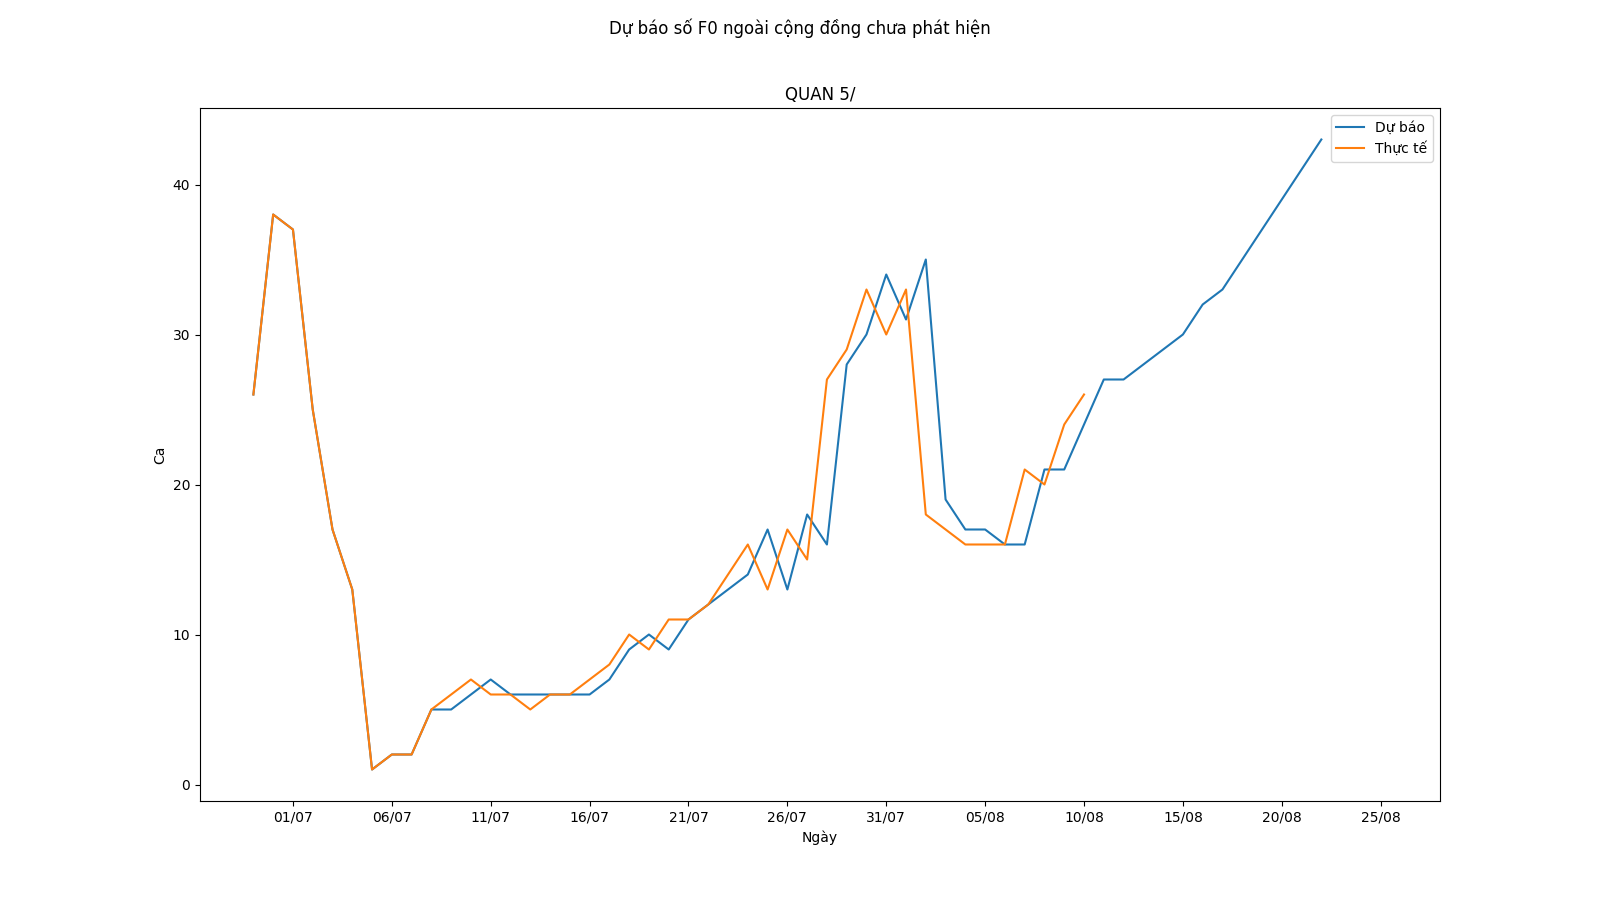 Dự báo số F0 ngoài cộng đồng chưa phát hiện
QUAN 5/
Dự báo
Thực tế
40
30
20
10
0
Ca
01/07 06/07 11/07 16/07 21/07 26/07 31/07 05/08 10/08 15/08 20/08 25/08
Ngày